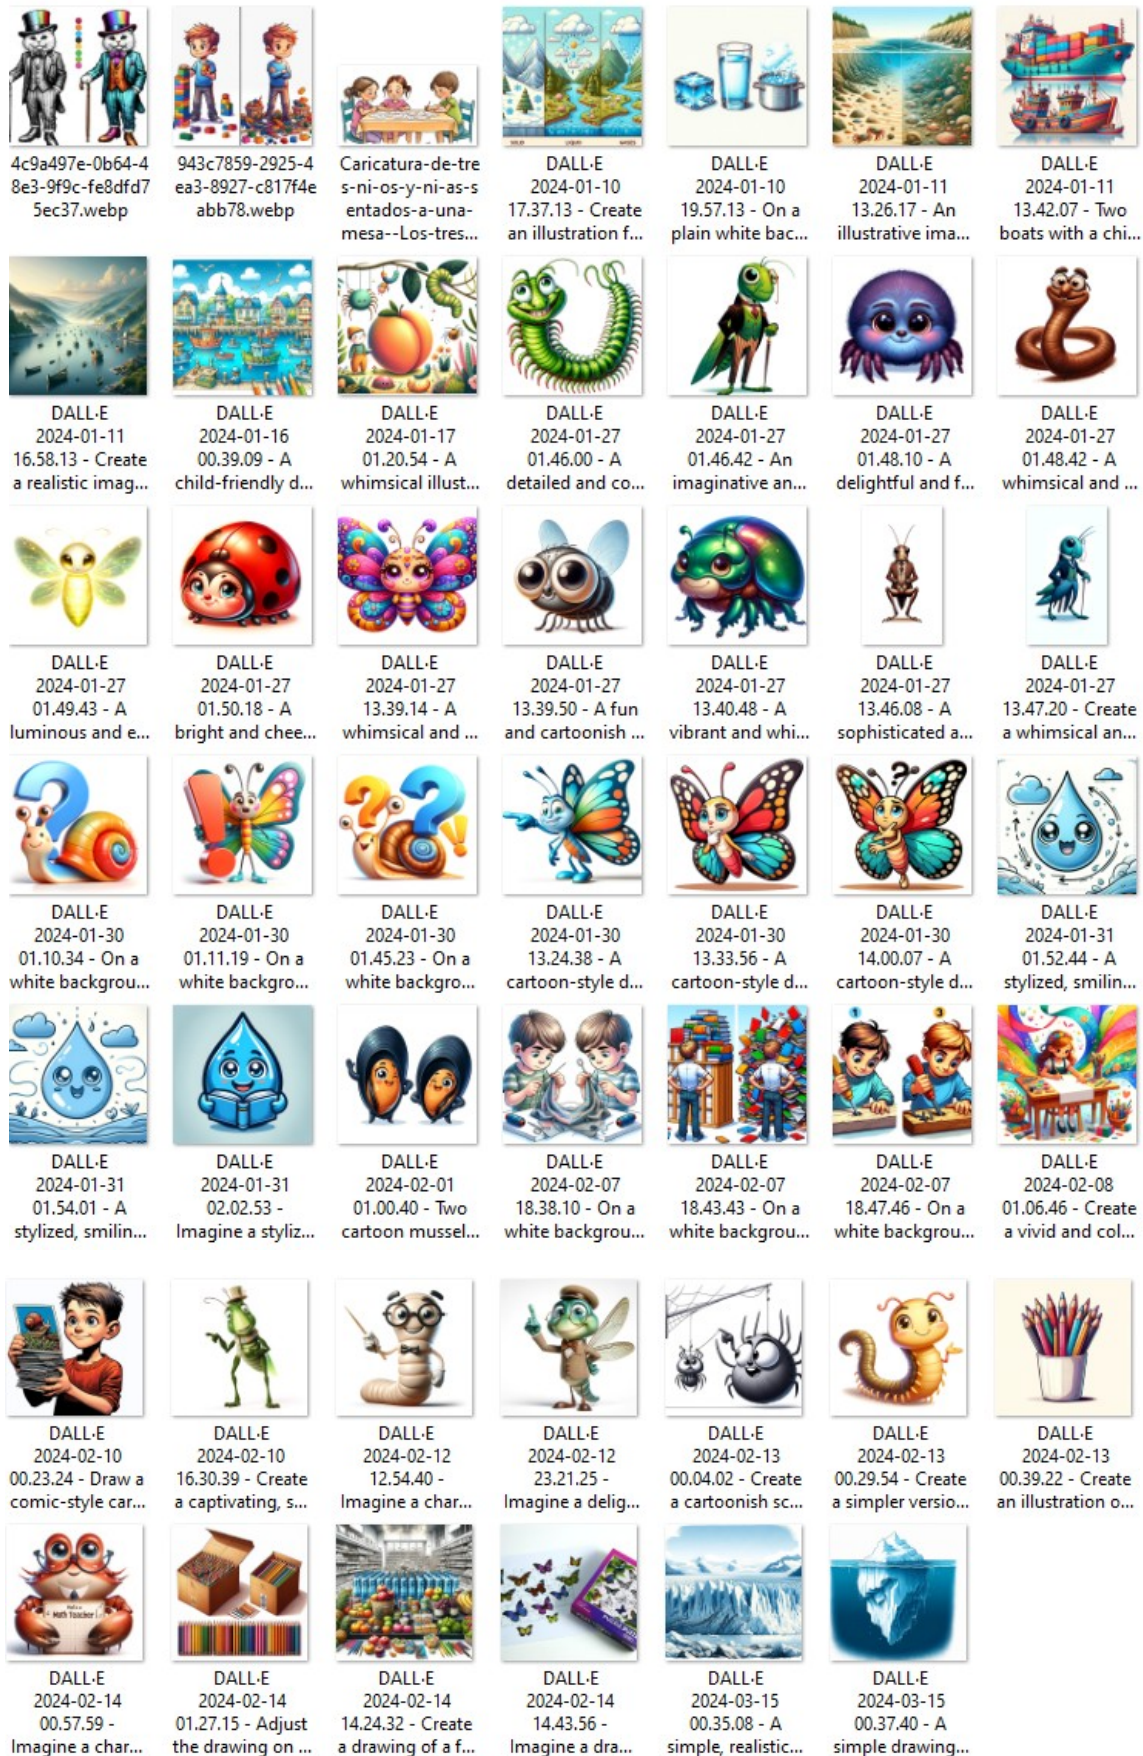 4c9a497e-0b64-4
8e3-9f9c-fe8dfd7
5ec37.webp
943c7859-2925-4
ea3-8927-c817f4e
abb78.webp
Caricatura-de-tre
s-ni-os-y-ni-as-s
entados-a-una-
mesa--Los-tres...
SOLID LIQUID GASES
DALL·E
2024-01-10
17.37.13 - Create
an illustration f...
DALL·E
2024-01-10
19.57.13 - On a
plain white bac...
DALL·E
2024-01-11
13.26.17 - An
illustrative ima...
DALL·E
2024-01-11
13.42.07 - Two
boats with a chi...
DALL·E
2024-01-11
16.58.13 - Create
a realistic imag...
DALL·E
2024-01-16
00.39.09 - A
child-friendly d...
DALL·E
2024-01-17
01.20.54 - A
whimsical illust...
DALL·E
2024-01-27
01.46.00 - A
detailed and co...
DALL·E
2024-01-27
01.46.42 - An
imaginative an...
DALL·E
2024-01-27
01.48.10 - A
delightful and f...
DALL·E
2024-01-27
01.48.42 - A
whimsical and ...
DALL·E
2024-01-27
01.49.43 - A
luminous and e...
DALL·E
2024-01-27
01.50.18 - A
bright and chee...
DALL·E
2024-01-27
13.39.14 - A
whimsical and ...
DALL·E
2024-01-27
13.39.50 - A fun
and cartoonish ...
DALL·E
2024-01-27
13.40.48 - A
vibrant and whi...
DALL·E
2024-01-27
13.46.08 - A
sophisticated a...
DALL·E
2024-01-27
13.47.20 - Create
a whimsical an...
?
!
? ? !
?
DALL·E
2024-01-30
01.10.34 - On a
white backgrou...
DALL·E
2024-01-30
01.11.19 - On a
white backgro...
DALL·E
2024-01-30
01.45.23 - On a
white backgro...
DALL·E
2024-01-30
13.24.38 - A
cartoon-style d...
DALL·E
2024-01-30
13.33.56 - A
cartoon-style d...
DALL·E
2024-01-30
14.00.07 - A
cartoon-style d...
DALL·E
2024-01-31
01.52.44 - A
stylized, smilin...
1 3
DALL·E
2024-01-31
01.54.01 - A
stylized, smilin...
DALL·E
2024-01-31
02.02.53 -
Imagine a styliz...
DALL·E
2024-02-01
01.00.40 - Two
cartoon mussel...
DALL·E
2024-02-07
18.38.10 - On a
white backgrou...
DALL·E
2024-02-07
18.43.43 - On a
white backgrou...
DALL·E
2024-02-07
18.47.46 - On a
white backgrou...
DALL·E
2024-02-08
01.06.46 - Create
a vivid and col...
DALL·E
2024-02-10
00.23.24 - Draw a
comic-style car...
DALL·E
2024-02-10
16.30.39 - Create
a captivating, s...
DALL·E
2024-02-12
12.54.40 -
Imagine a char...
DALL·E
2024-02-12
23.21.25 -
Imagine a delig...
DALL·E
2024-02-13
00.04.02 - Create
a cartoonish sc...
DALL·E
2024-02-13
00.29.54 - Create
a simpler versio...
DALL·E
2024-02-13
00.39.22 - Create
an illustration o...
Math Teacher
DALL·E
2024-02-14
00.57.59 -
Imagine a char...
DALL·E
2024-02-14
01.27.15 - Adjust
the drawing on ...
DALL·E
2024-02-14
14.24.32 - Create
a drawing of a f...
DALL·E
2024-02-14
14.43.56 -
Imagine a dra...
DALL·E
2024-03-15
00.35.08 - A
simple, realistic...
DALL·E
2024-03-15
00.37.40 - A
simple drawing...